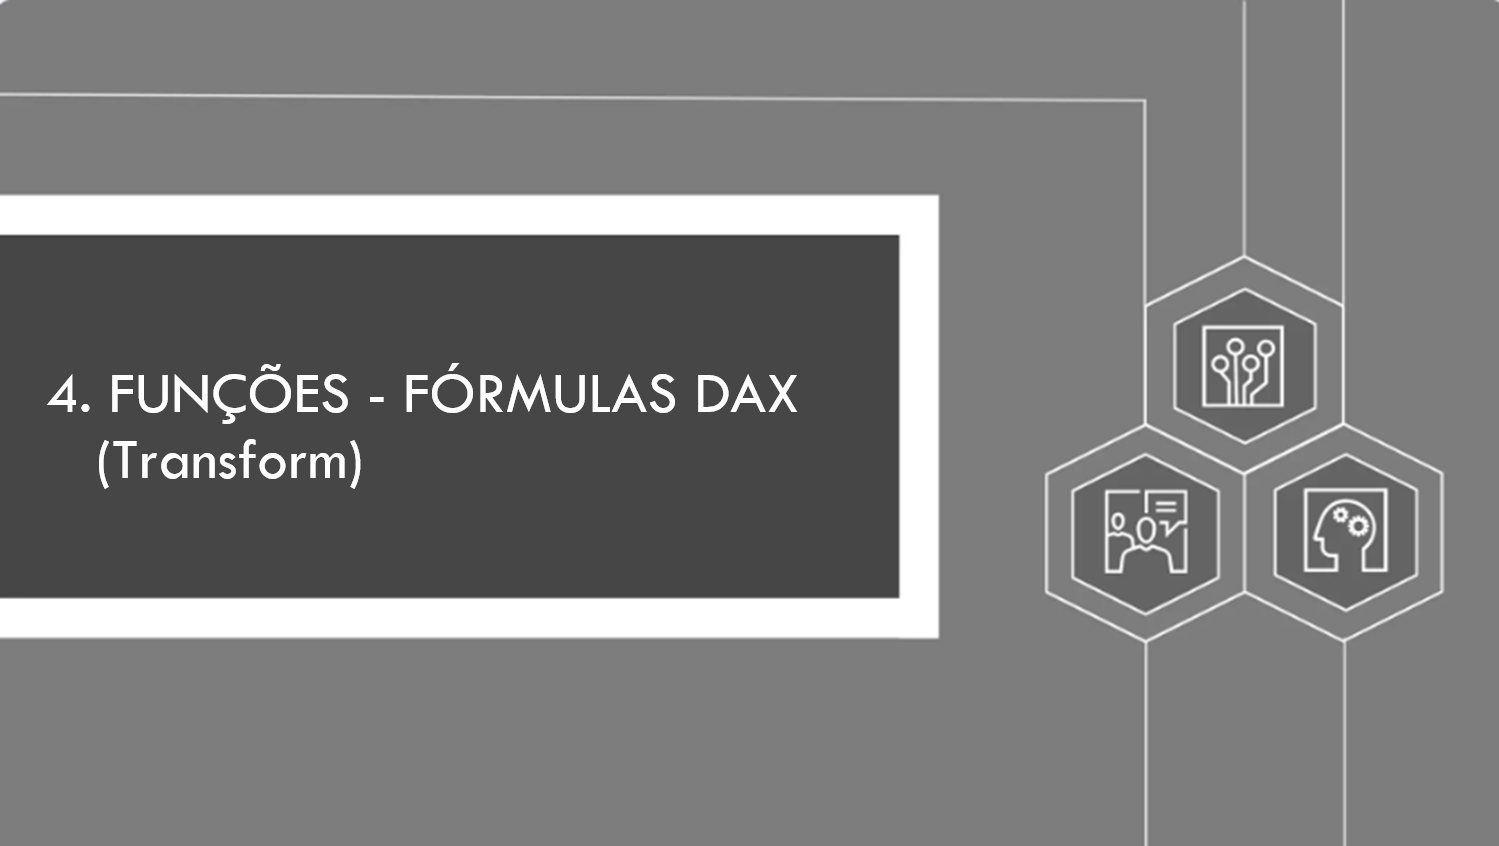 4. FUNÇÕES - FÓRMULAS DAX
(Transform)